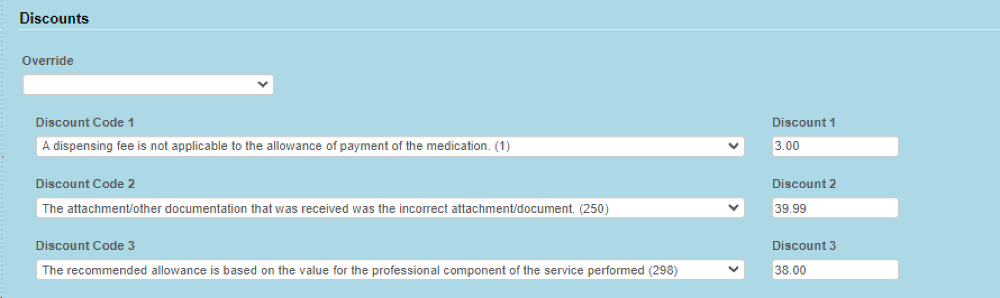 Discounts
Override
Discount Code 1 Discount 1
A dispensing fee is not applicable to the allowance of payment of the medication. (1) 3.00
Discount Code 2 Discount 2
The attachment/other documentation that was received was the incorrect attachment/document. (250) 39.99
Discount Code 3 Discount 3
The recommended allowance is based on the value for the professional component of the service performed (298) 38.00